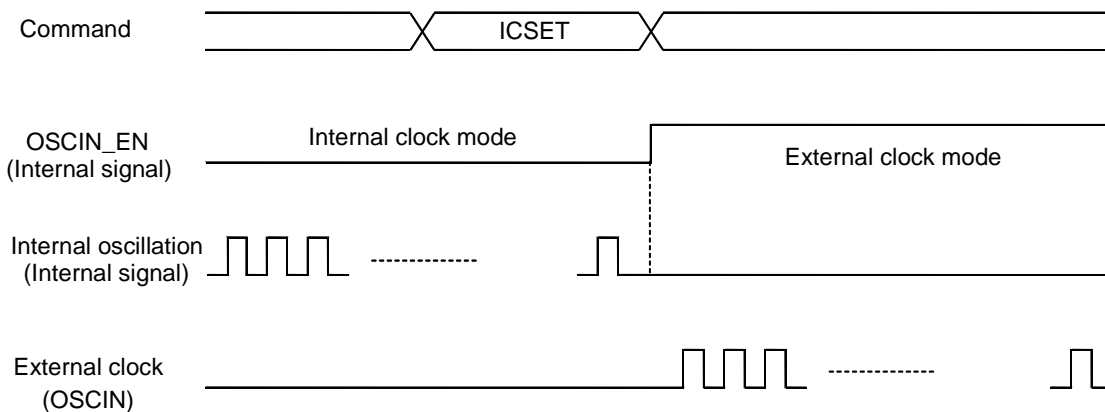 Command
ICSET
OSCIN_EN
(Internal signal)
Internal clock mode
External clock mode
Internal oscillation
(Internal signal)
External clock
(OSCIN)